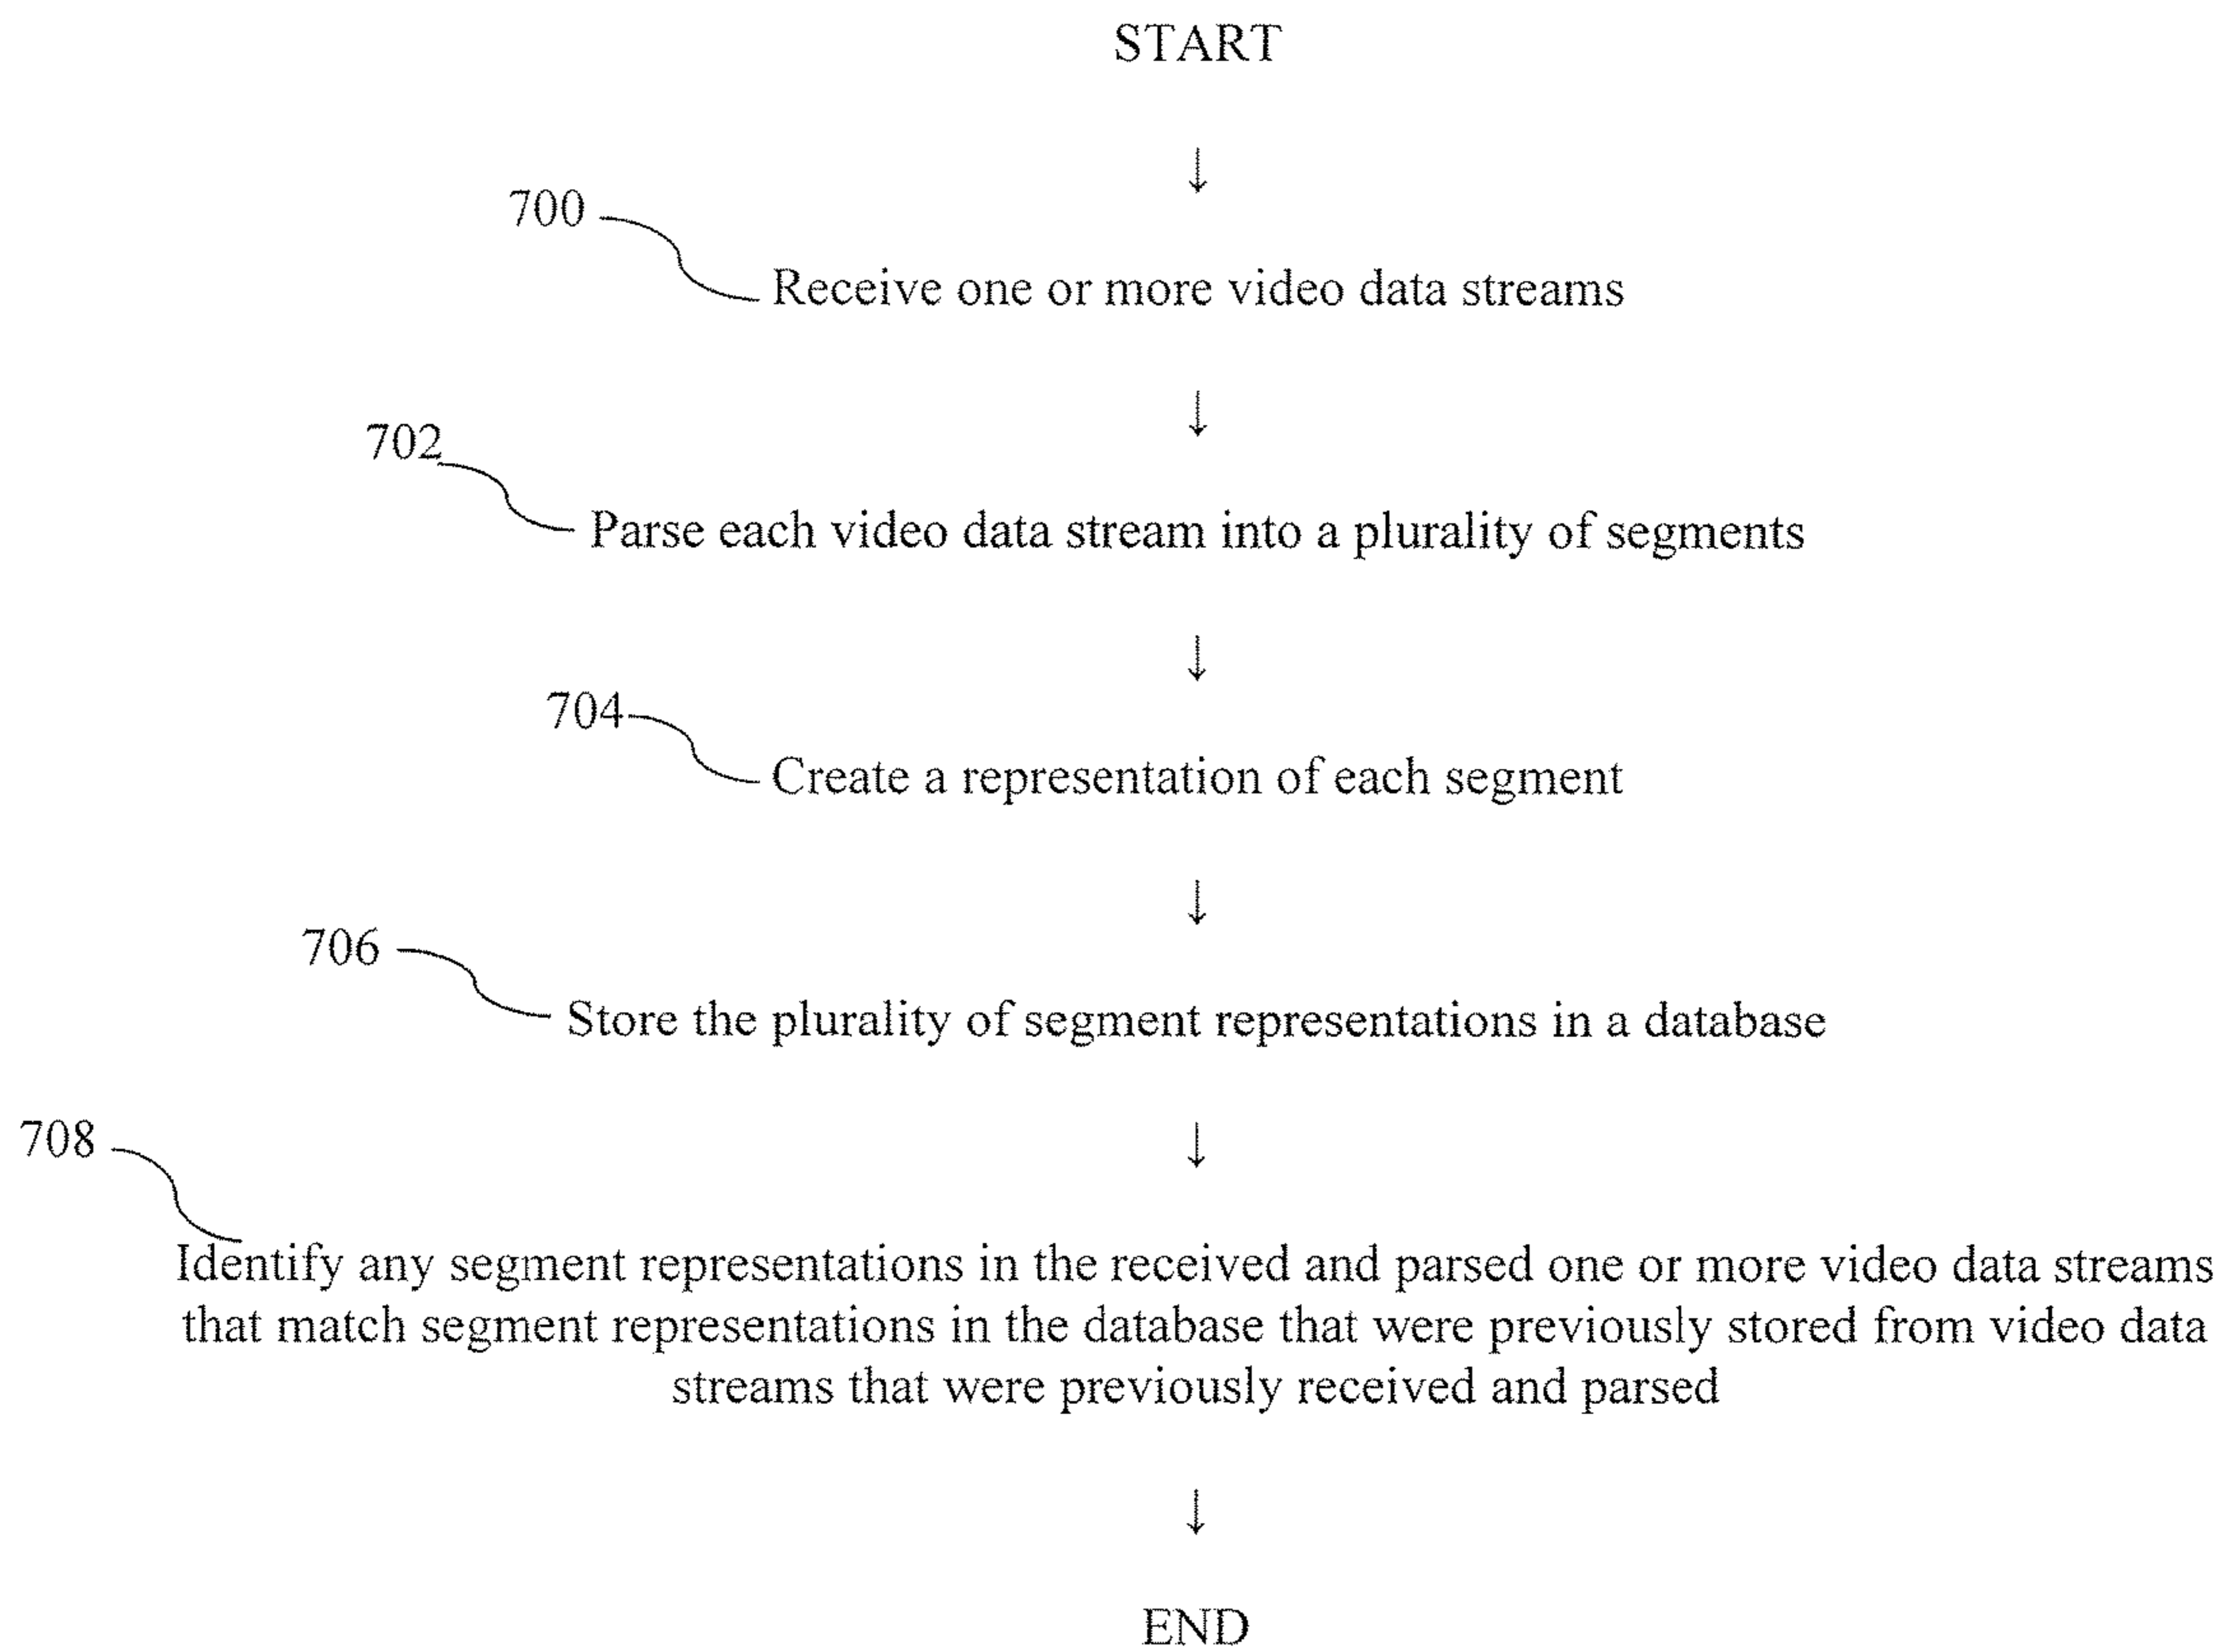 START
↓
700
Receive one or more video data streams
↓
702
Parse each video data stream into a plurality of segments
↓
704
Create a representation of each segment
↓
706
Store the plurality of segment representations in a database
↓
708
Identify any segment representations in the received and parsed one or more video data streams
that match segment representations in the database that were previously stored from video data
streams that were previously received and parsed
↓
END